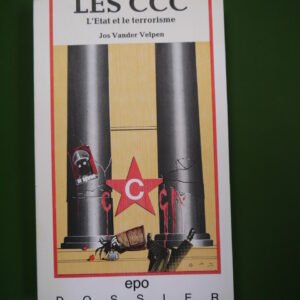 LES CCC
L'Etat et le terrorisme
Jos Vander Velpen
C
C
C
epo
DOSSIER